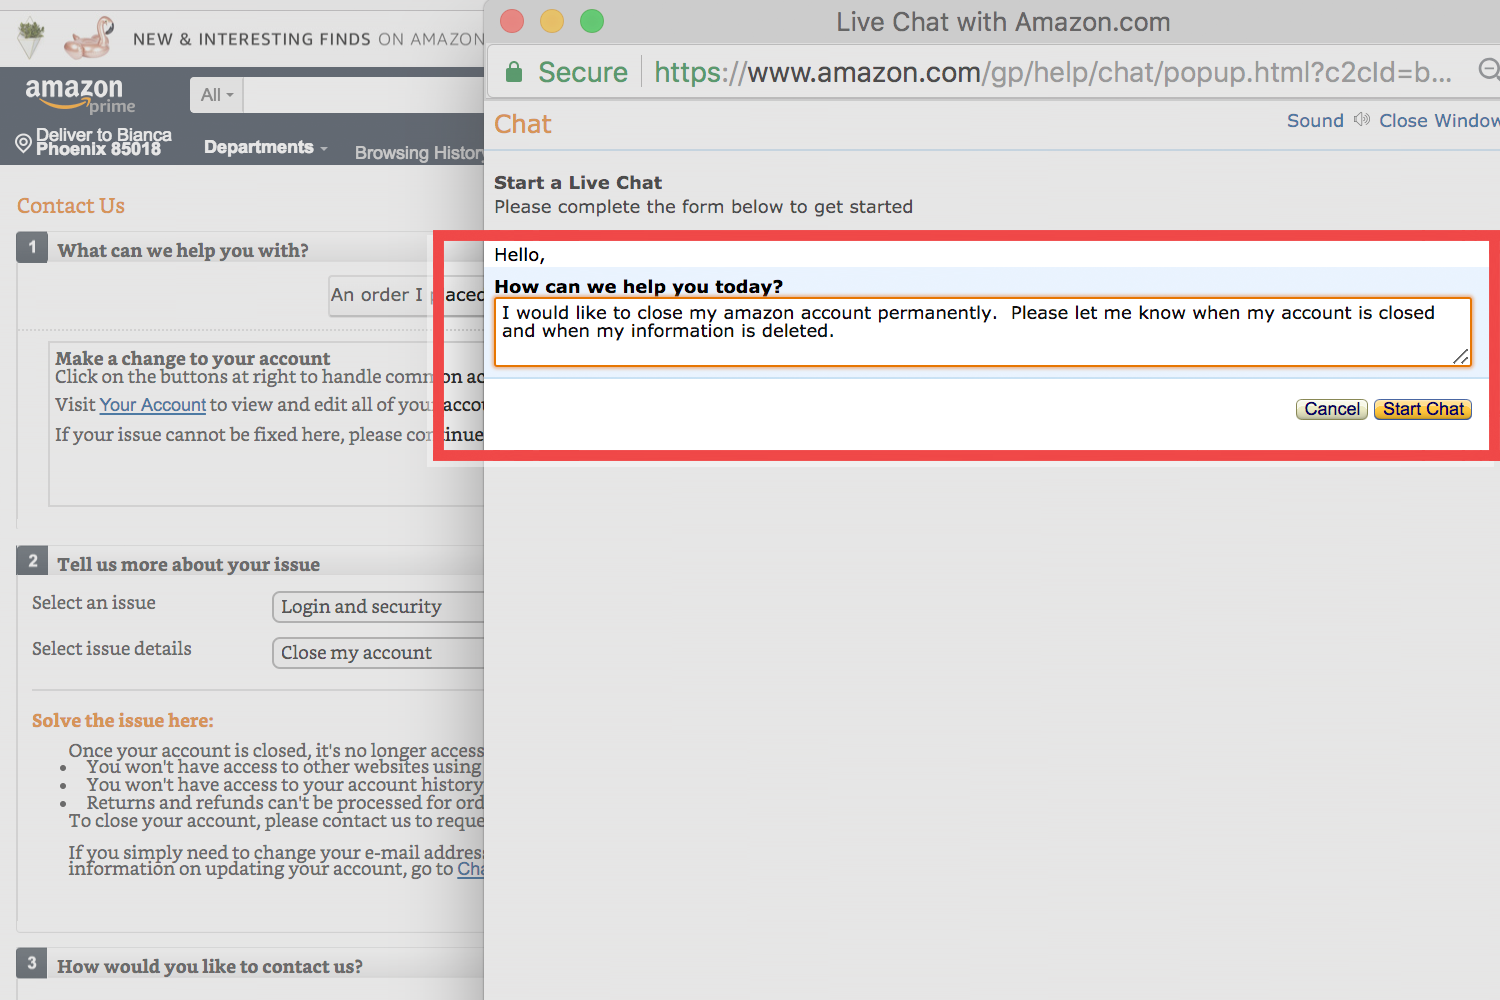 NEW & INTERESTING FINDS ON AMAZON
amazon
prime
All
Deliver to Bianca
Phoenix 85018
Departments
Browsing History
Contact Us
1
What can we help you with?
An order I placed
Make a change to your account
Click on the buttons at right to handle common ac
Visit Your Account to view and edit all of your accou
If your issue cannot be fixed here, please continue
2
Tell us more about your issue
Select an issue
Login and security
Select issue details
Close my account
Solve the issue here:
Once your account is closed, it's no longer access
• You won't have access to other websites using
• You won't have access to your account history
• Returns and refunds can't be processed for ord
To close your account, please contact us to reque
If you simply need to change your e-mail address
information on updating your account, go to Cha
3
How would you like to contact us?
Live Chat with Amazon.com
Secure
https://www.amazon.com/gp/help/chat/popup.html?c2cId=b...
Chat
Sound
Close Window
Start a Live Chat
Please complete the form below to get started
Hello,
How can we help you today?
I would like to close my amazon account permanently.  Please let me know when my account is closed
and when my information is deleted.
Cancel
Start Chat